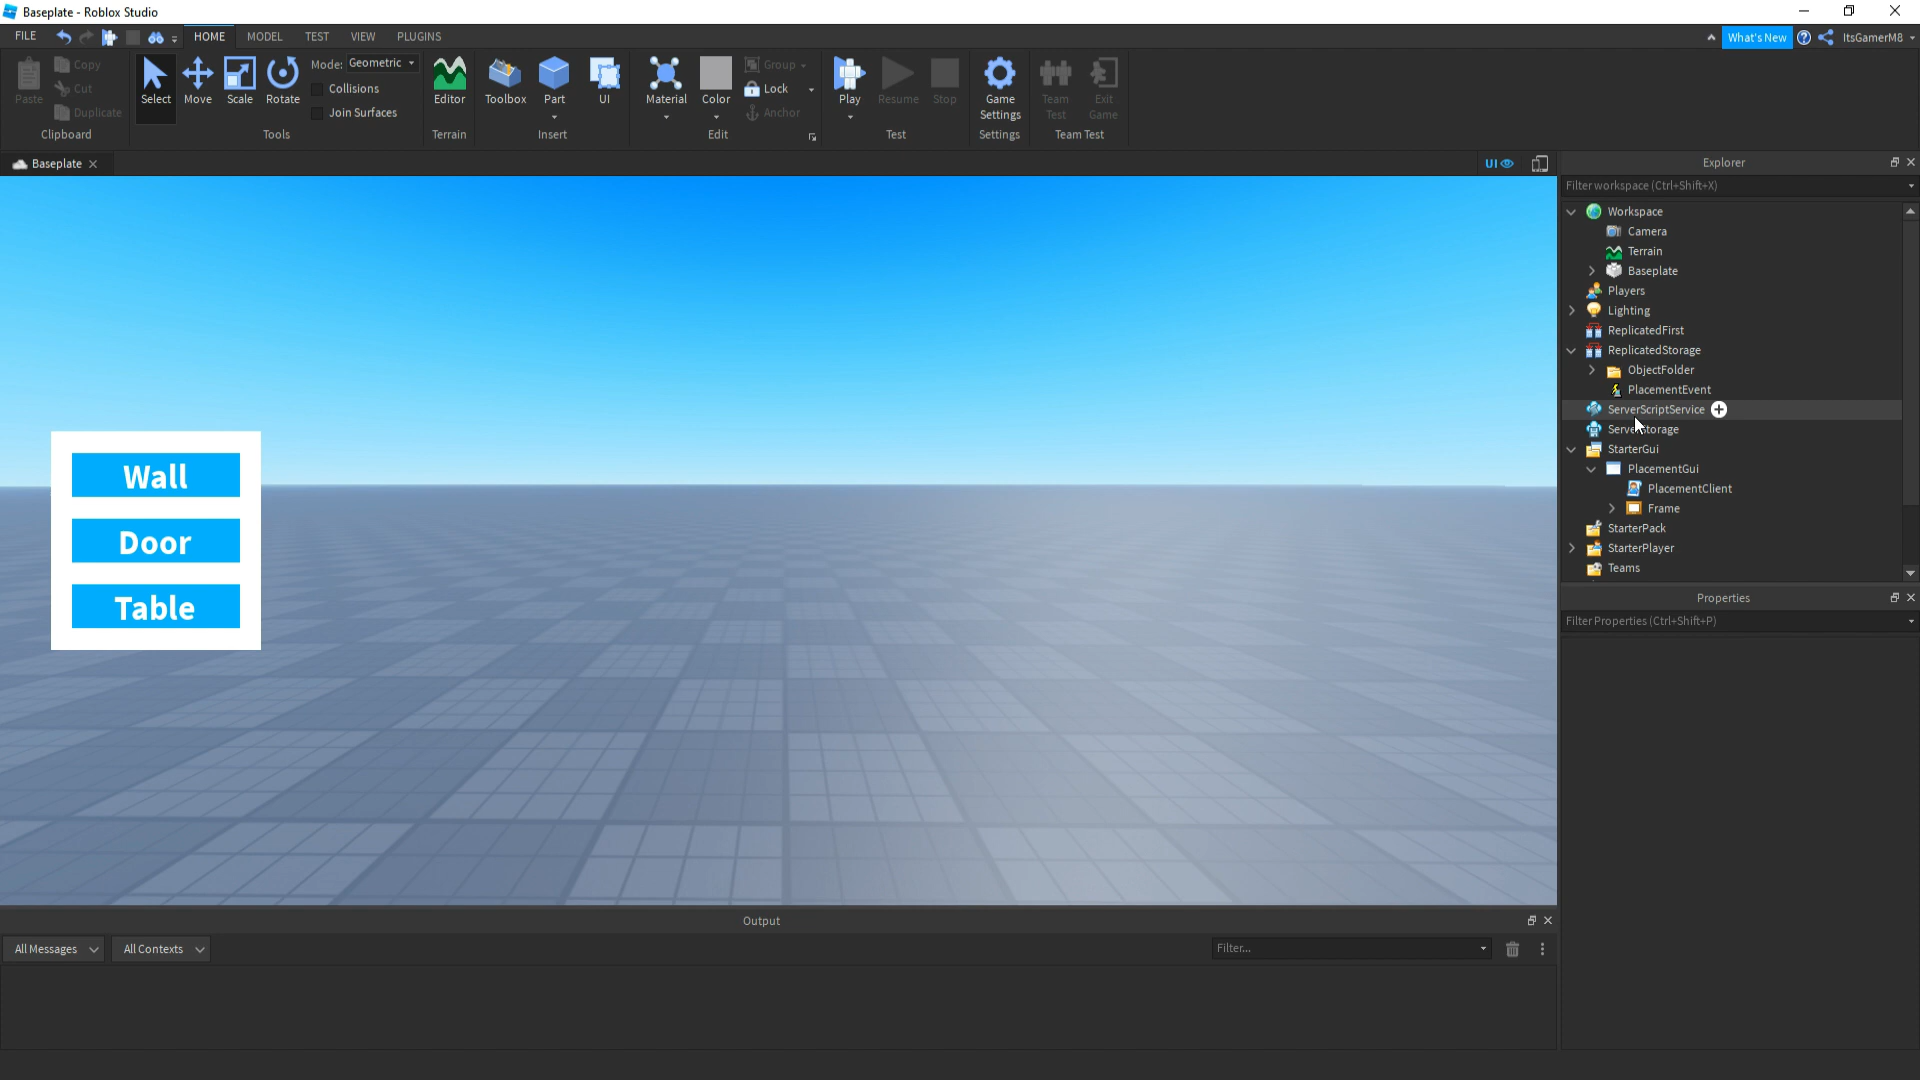 Baseplate - Roblox Studio
FILE
HOME
MODEL
TEST
VIEW
PLUGINS
What's New
ItsGamerM8
Paste
Copy
Cut
Duplicate
Clipboard
Select
Move
Scale
Rotate
Mode: Geometric
Collisions
Join Surfaces
Tools
Editor
Terrain
Toolbox
Part
UI
Insert
Material
Color
Group
Lock
Anchor
Edit
Play
Resume
Stop
Test
Game
Settings
Settings
Team
Test
Exit
Game
Team Test
Baseplate
UI
Explorer
Filter workspace (Ctrl+Shift+X)
Workspace
Camera
Terrain
Baseplate
Players
Lighting
ReplicatedFirst
ReplicatedStorage
ObjectFolder
PlacementEvent
ServerScriptService
StarterGui
PlacementGui
PlacementClient
Frame
StarterPack
StarterPlayer
Teams
Properties
Filter Properties (Ctrl+Shift+P)
Wall
Door
Table
Output
All Messages
All Contexts
Filter...